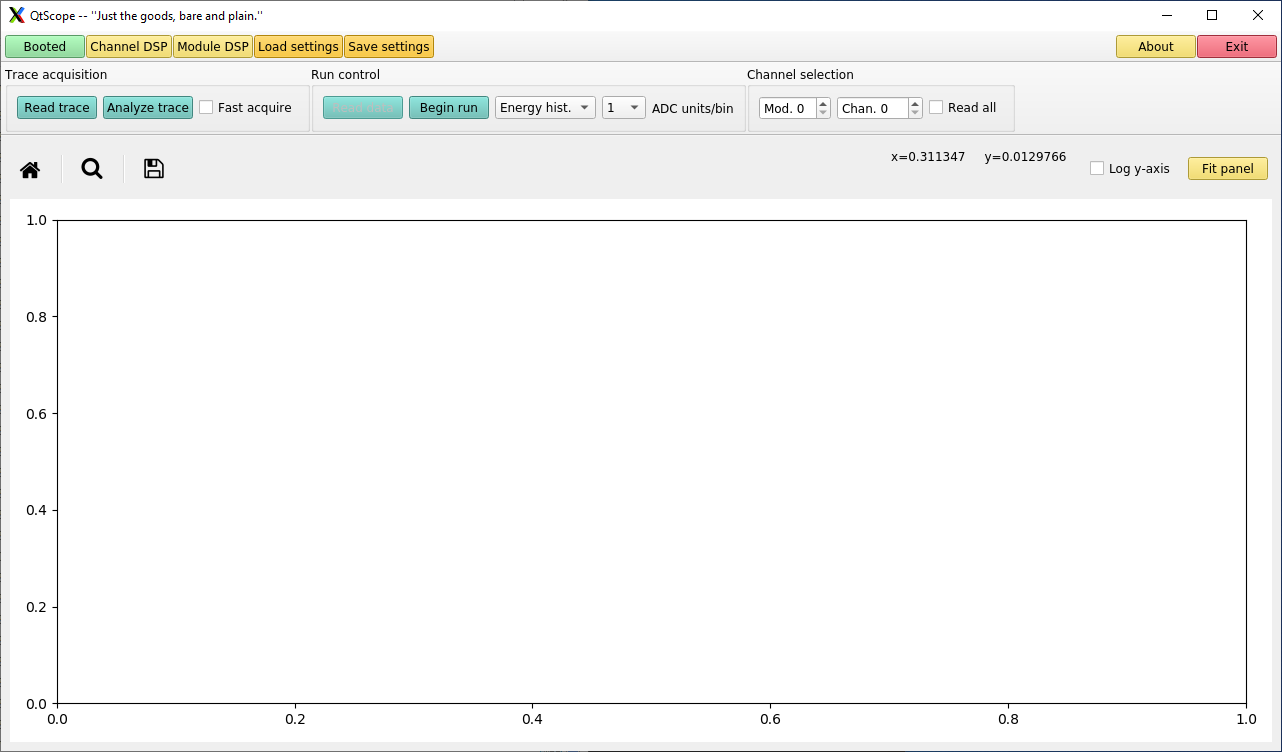 QtScope -- "Just the goods, bare and plain."
Booted Channel DSP Module DSP Load settings Save settings About Exit
Trace acquisition Run control Channel selection
Read trace Analyze trace Fast acquire Read data Begin run Energy hist. 1 ADC units/bin Mod. 0 Chan. 0 Read all
x=0.311347 y=0.0129766
Log y-axis Fit panel
1.0
0.8
0.6
0.4
0.2
0.0
0.0 0.2 0.4 0.6 0.8 1.0